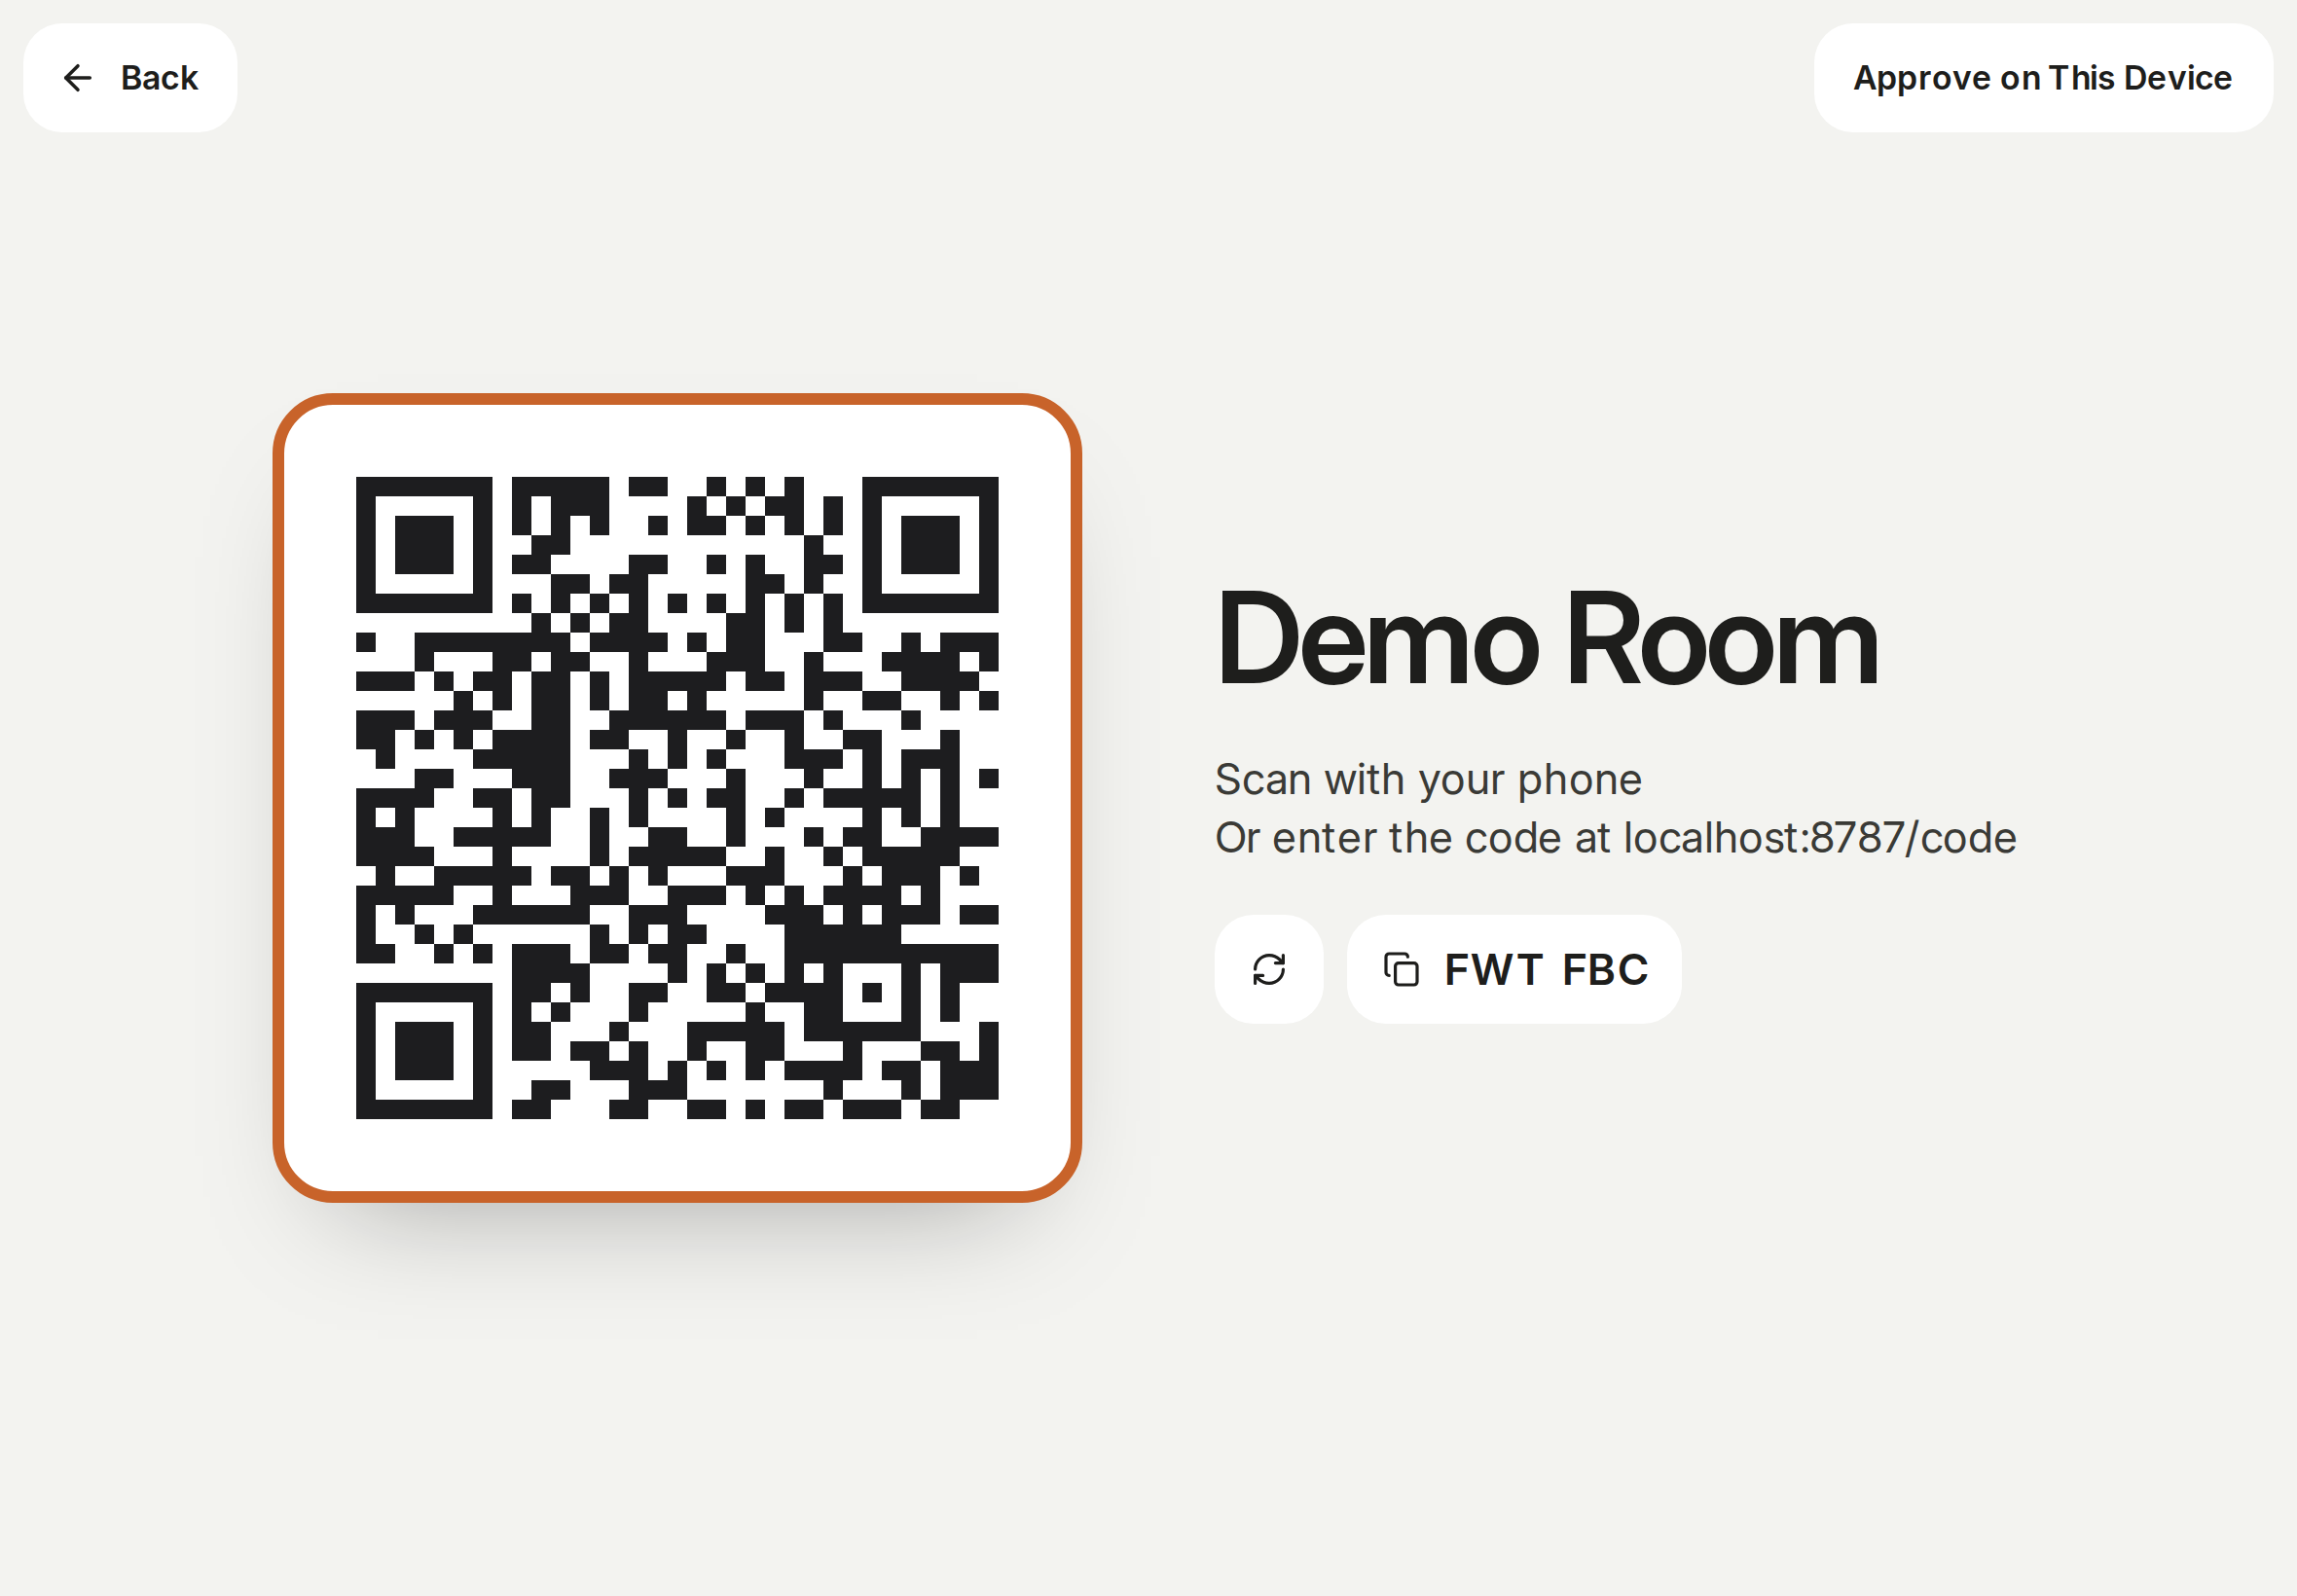 Back
Approve on This Device
Demo Room
Scan with your phone
Or enter the code at localhost:8787/code
FWT FBC